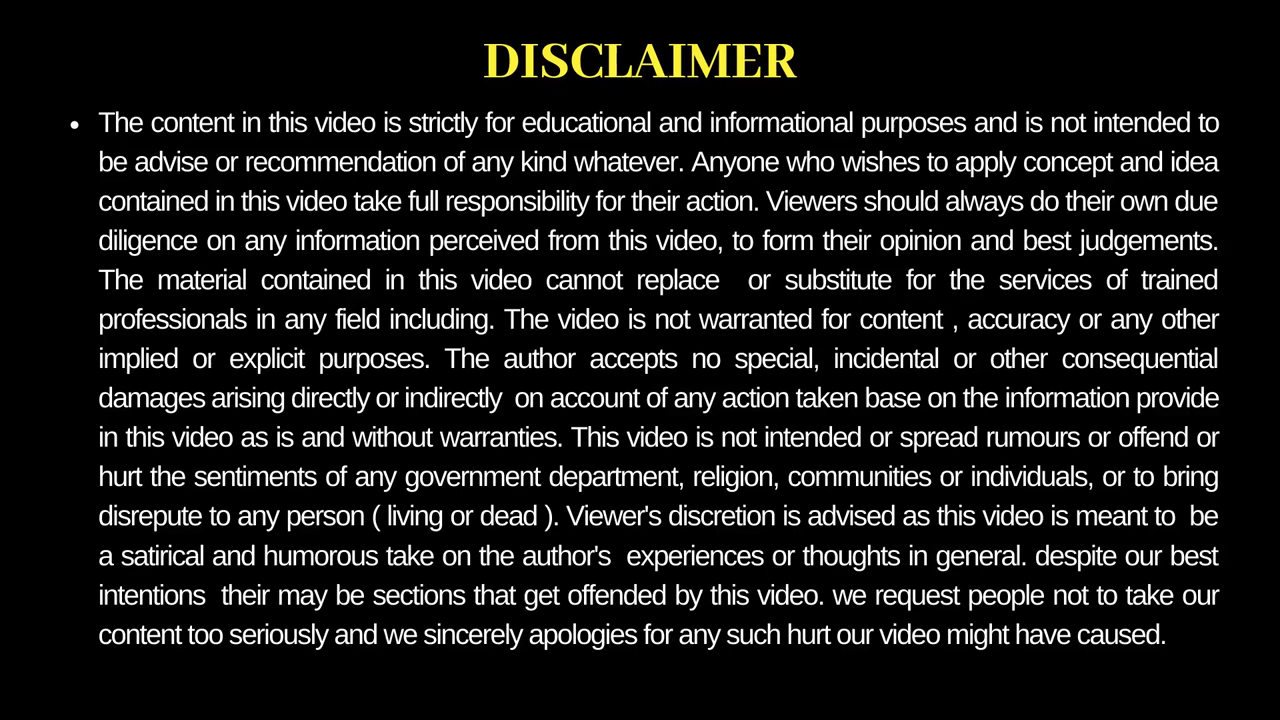 DISCLAIMER
• The content in this video is strictly for educational and informational purposes and is not intended to
be advise or recommendation of any kind whatever. Anyone who wishes to apply concept and idea
contained in this video take full responsibility for their action. Viewers should always do their own due
diligence on any information perceived from this video, to form their opinion and best judgements.
The material contained in this video cannot replace  or substitute for the services of trained
professionals in any field including. The video is not warranted for content , accuracy or any other
implied or explicit purposes. The author accepts no special, incidental or other consequential
damages arising directly or indirectly  on account of any action taken base on the information provide
in this video as is and without warranties. This video is not intended or spread rumours or offend or
hurt the sentiments of any government department, religion, communities or individuals, or to bring
disrepute to any person ( living or dead ). Viewer's discretion is advised as this video is meant to  be
a satirical and humorous take on the author's  experiences or thoughts in general. despite our best
intentions  their may be sections that get offended by this video. we request people not to take our
content too seriously and we sincerely apologies for any such hurt our video might have caused.